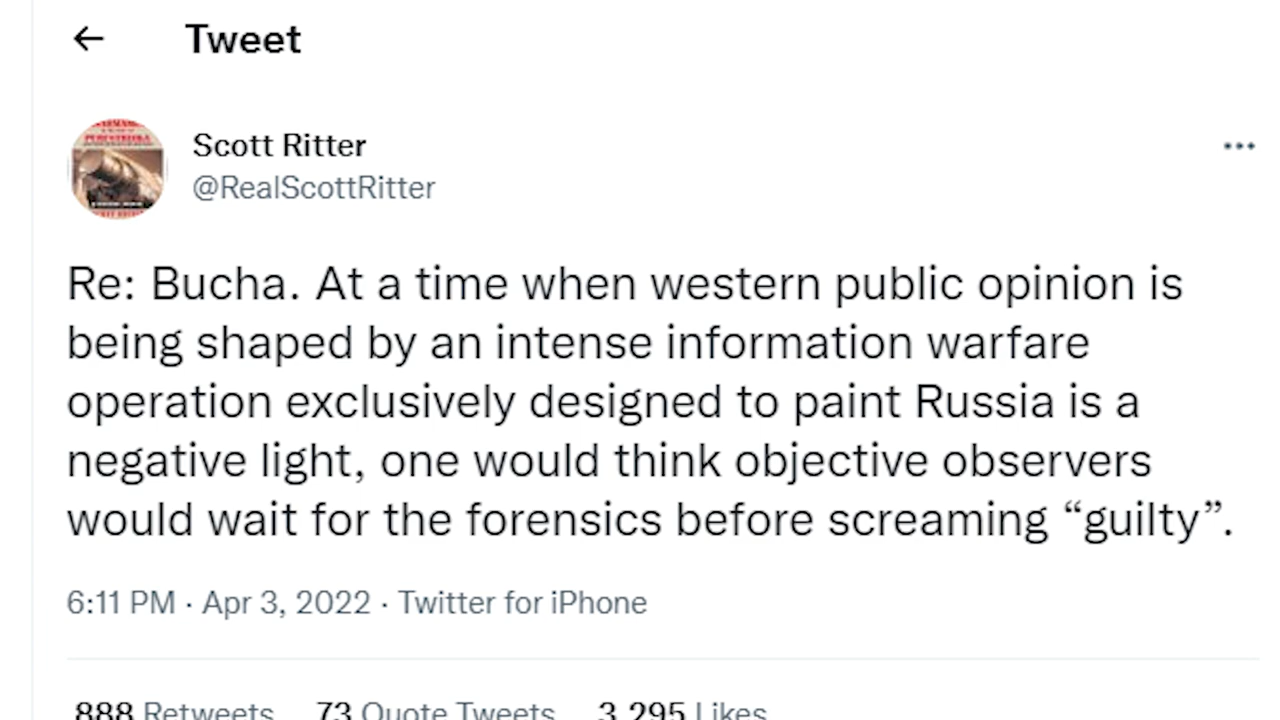 Tweet
Scott Ritter
@RealScottRitter
Re: Bucha. At a time when western public opinion is
being shaped by an intense information warfare
operation exclusively designed to paint Russia is a
negative light, one would think objective observers
would wait for the forensics before screaming “guilty”.
6:11 PM · Apr 3, 2022 · Twitter for iPhone
888 Retweets 73 Quote Tweets 3,295 Likes